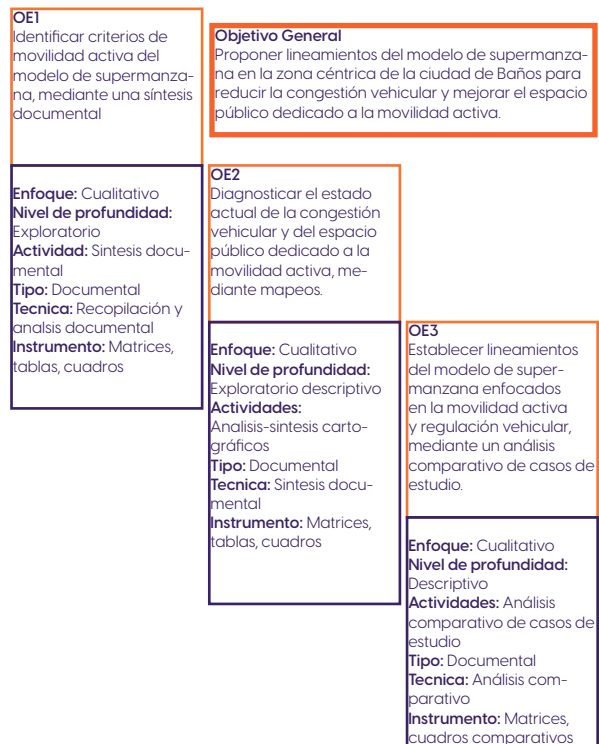 OE1
Identificar criterios de
movilidad activa del
modelo de supermanza-
na, mediante una síntesis
documental
Objetivo General
Proponer lineamientos del modelo de supermanza-
na en la zona céntrica de la ciudad de Baños para
reducir la congestión vehicular y mejorar el espacio
público dedicado a la movilidad activa.
Enfoque: Cualitativo
Nivel de profundidad:
Exploratorio
Actividad: Sintesis docu-
mental
Tipo: Documental
Tecnica: Recopilación y
analsis documental
Instrumento: Matrices,
tablas, cuadros
OE2
Diagnosticar el estado
actual de la congestión
vehicular y del espacio
público dedicado a la
movilidad activa, me-
diante mapeos.
Enfoque: Cualitativo
Nivel de profundidad:
Exploratorio descriptivo
Actividades:
Analisis-sintesis carto-
gráficos
Tipo: Documental
Tecnica: Sintesis docu-
mental
Instrumento: Matrices,
tablas, cuadros
OE3
Establecer lineamientos
del modelo de super-
manzana enfocados
en la movilidad activa
y regulación vehicular,
mediante un análisis
comparativo de casos de
estudio.
Enfoque: Cualitativo
Nivel de profundidad:
Descriptivo
Actividades: Análisis
comparativo de casos de
estudio
Tipo: Documental
Tecnica: Análisis com-
parativo
Instrumento: Matrices,
cuadros comparativos